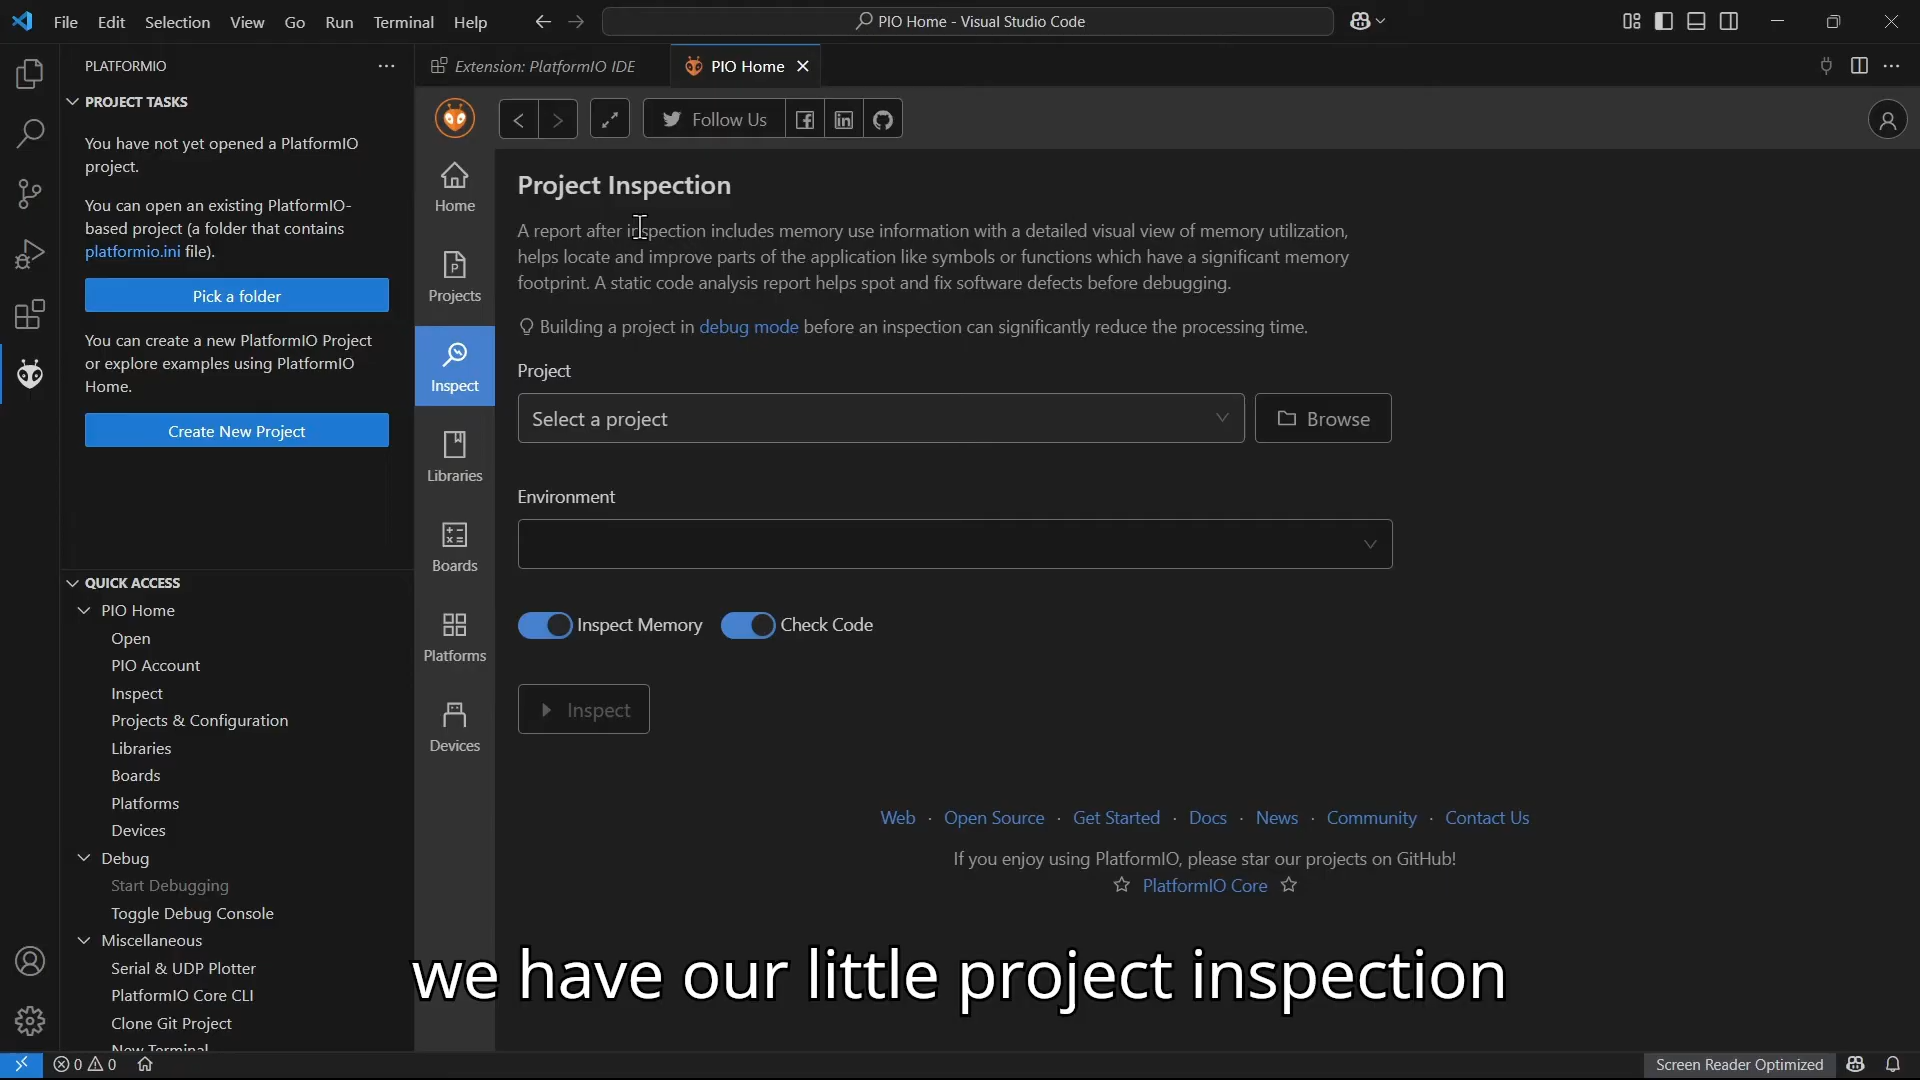 File Edit Selection View Go Run Terminal Help
PIO Home - Visual Studio Code
PLATFORMIO
Extension: PlatformIO IDE
PIO Home
PROJECT TASKS
You have not yet opened a PlatformIO
project.
You can open an existing PlatformIO-
based project (a folder that contains
platformio.ini file).
Pick a folder
You can create a new PlatformIO Project
or explore examples using PlatformIO
Home.
Create New Project
QUICK ACCESS
PIO Home
Open
PIO Account
Inspect
Projects & Configuration
Libraries
Boards
Platforms
Devices
Debug
Start Debugging
Toggle Debug Console
Miscellaneous
Serial & UDP Plotter
PlatformIO Core CLI
Clone Git Project
New Terminal
Follow Us
Home
Projects
Inspect
Libraries
Boards
Platforms
Devices
Project Inspection
A report after inspection includes memory use information with a detailed visual view of memory utilization,
helps locate and improve parts of the application like symbols or functions which have a significant memory
footprint. A static code analysis report helps spot and fix software defects before debugging.
Building a project in debug mode before an inspection can significantly reduce the processing time.
Project
Select a project
Browse
Environment
Inspect Memory
Check Code
Inspect
Web · Open Source · Get Started · Docs · News · Community · Contact Us
If you enjoy using PlatformIO, please star our projects on GitHub!
PlatformIO Core
we have our little project inspection
0 0
Screen Reader Optimized